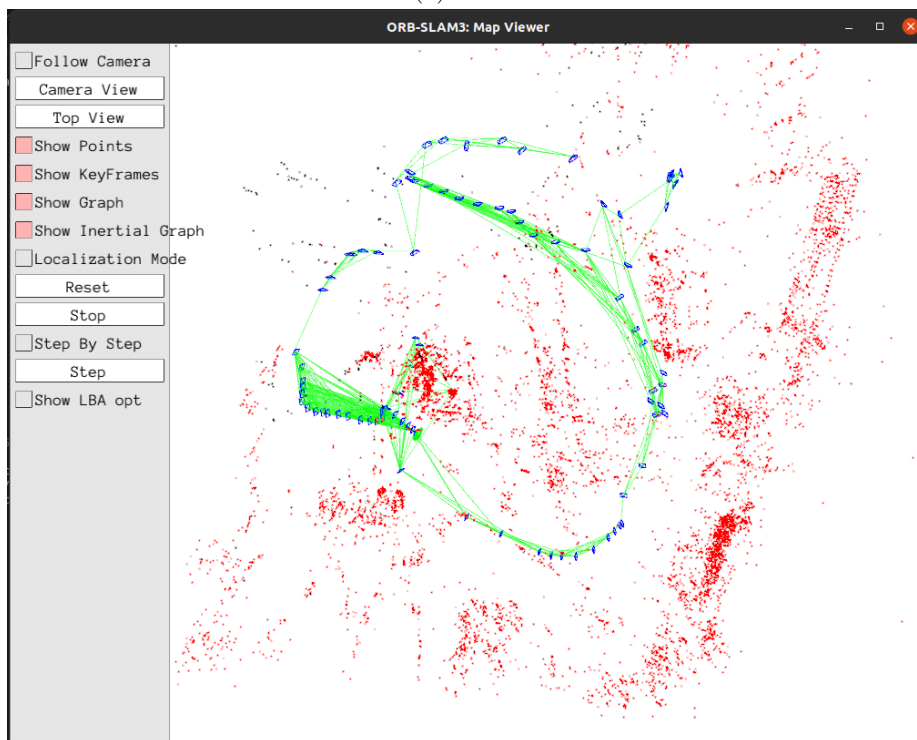 ORB-SLAM3: Map Viewer
Follow Camera
Camera View
Top View
Show Points
Show KeyFrames
Show Graph
Show Inertial Graph
Localization Mode
Reset
Stop
Step By Step
Step
Show LBA opt